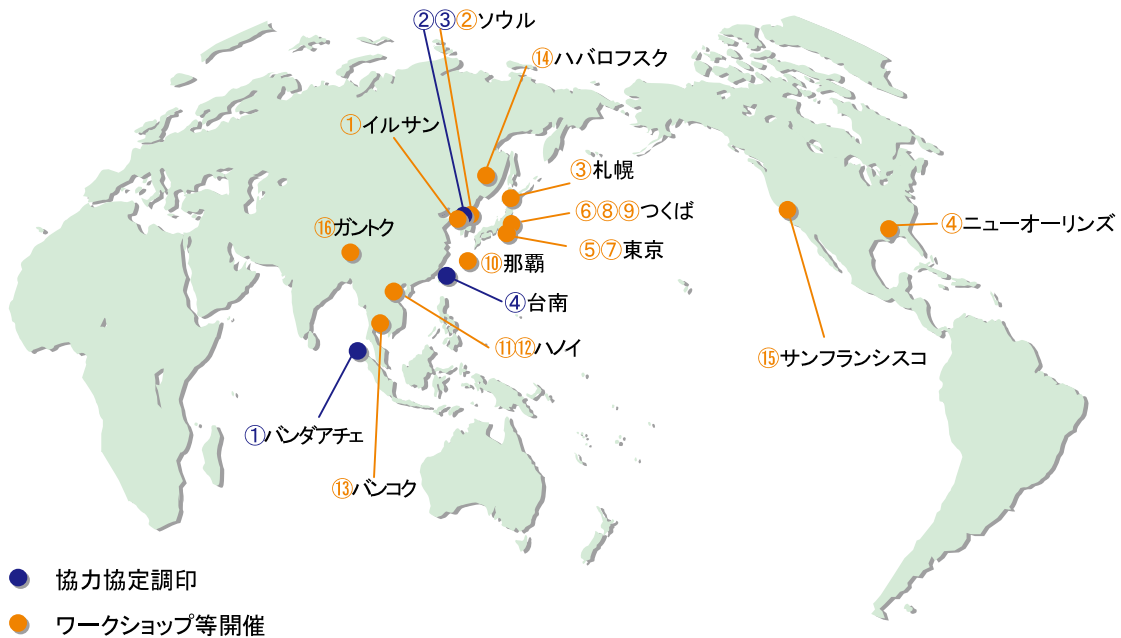 ②③②ソウル
⑭ハバロフスク
①イルサン
③札幌
⑥⑧⑨つくば
④ニューオーリンズ
⑯ガントク
⑤⑦東京
⑩那覇
④台南
⑪⑫ハノイ
⑮サンフランシスコ
①バンダアチェ
⑬バンコク
協力協定調印
ワークショップ等開催